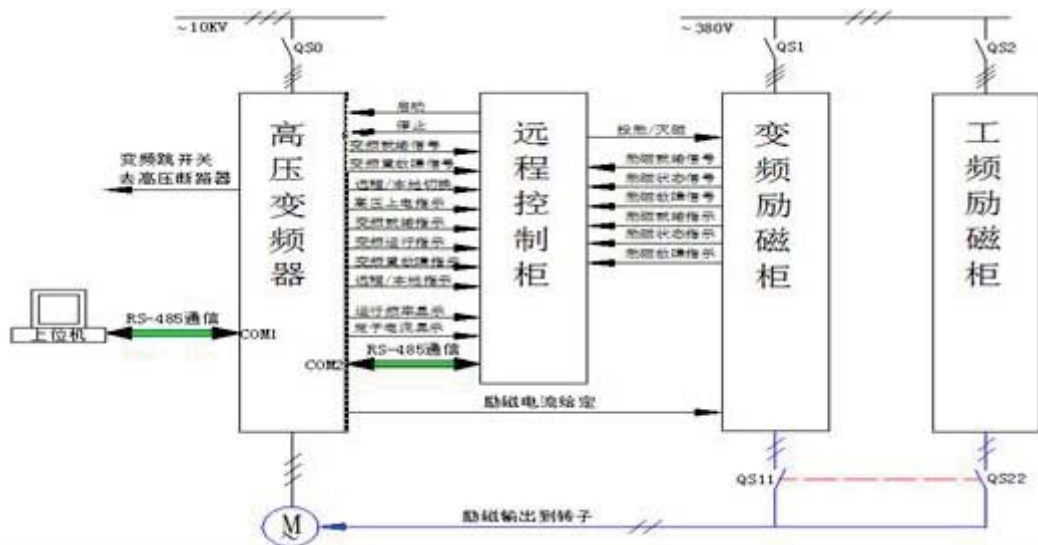 ~10KV
QS0
~380V
QS1
QS2
高压变频器
远程控制柜
变频励磁柜
工频励磁柜
启动
停止
变频就绪信号
变频重故障信号
远程/本地切换
高压上电指示
变频就绪指示
变频运行指示
变频重故障指示
远程/本地指示
运行频率显示
定子电流显示
RS-485通信
投励/灭磁
励磁就绪信号
励磁状态信号
励磁故障信号
励磁就绪指示
励磁状态指示
励磁故障指示
变频跳开关
去高压断路器
上位机
RS-485通信
COM1
COM2
励磁电流给定
QS11
QS22
励磁输出到转子
M